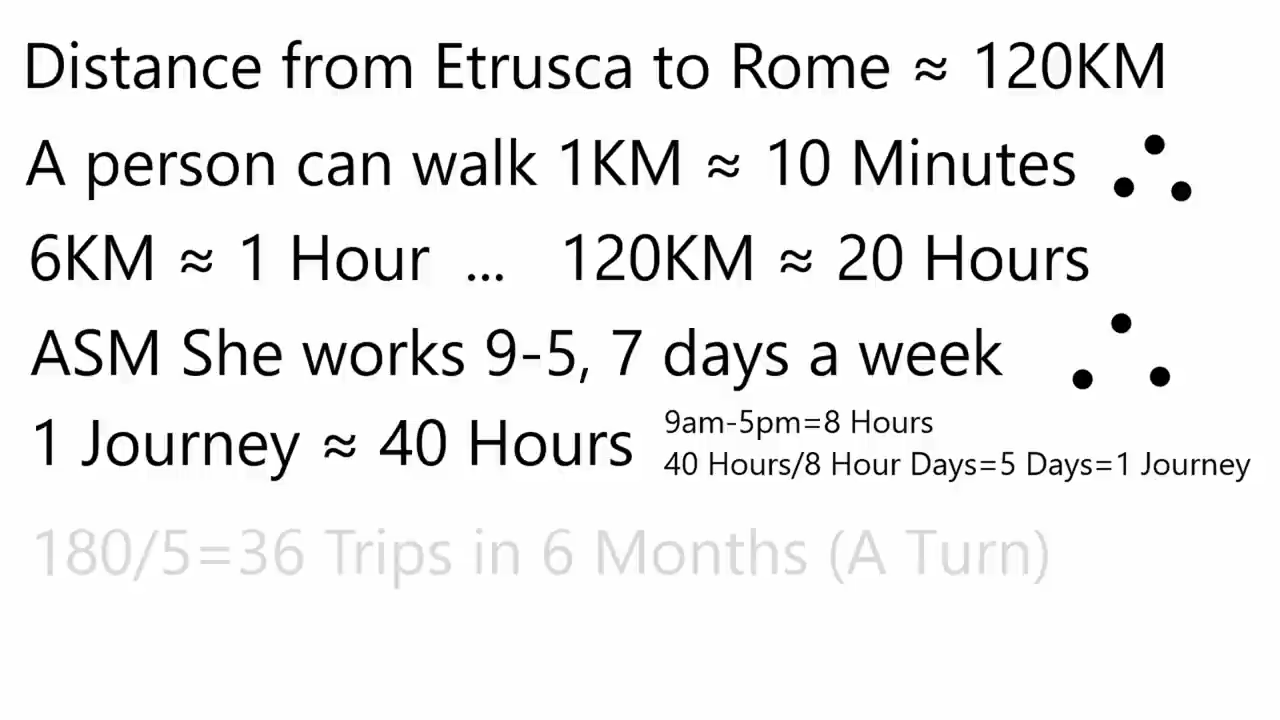 Distance from Etrusca to Rome ≈ 120KM
A person can walk 1KM ≈ 10 Minutes ∴
6KM ≈ 1 Hour ... 120KM ≈ 20 Hours
ASM She works 9-5, 7 days a week ∴
1 Journey ≈ 40 Hours
9am-5pm=8 Hours
40 Hours/8 Hour Days=5 Days=1 Journey
180/5=36 Trips in 6 Months (A Turn)